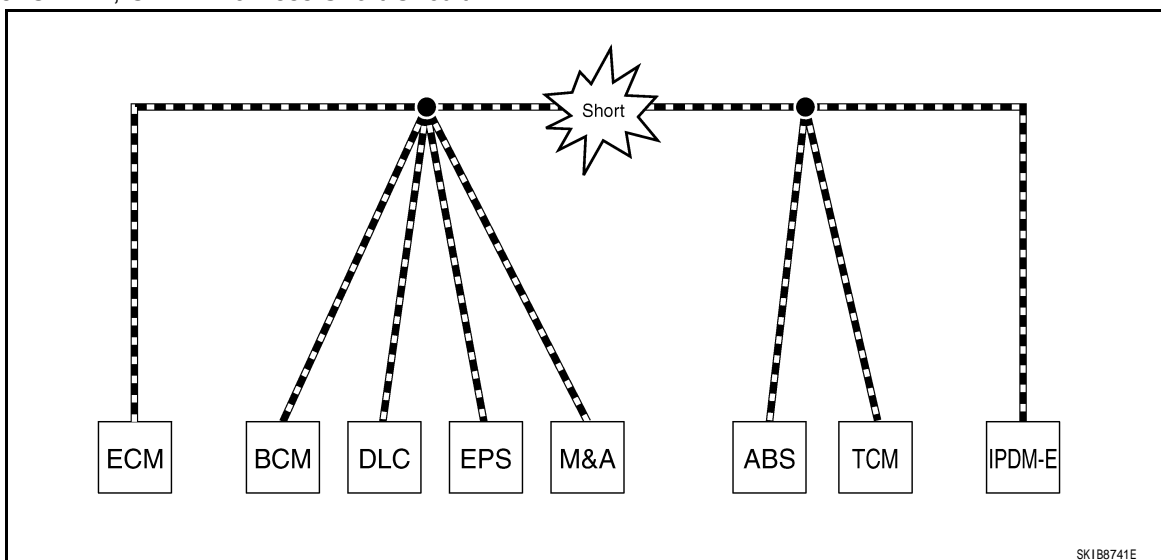 Short
ECM
BCM
DLC
EPS
M&A
ABS
TCM
IPDM-E
SKIB8741E